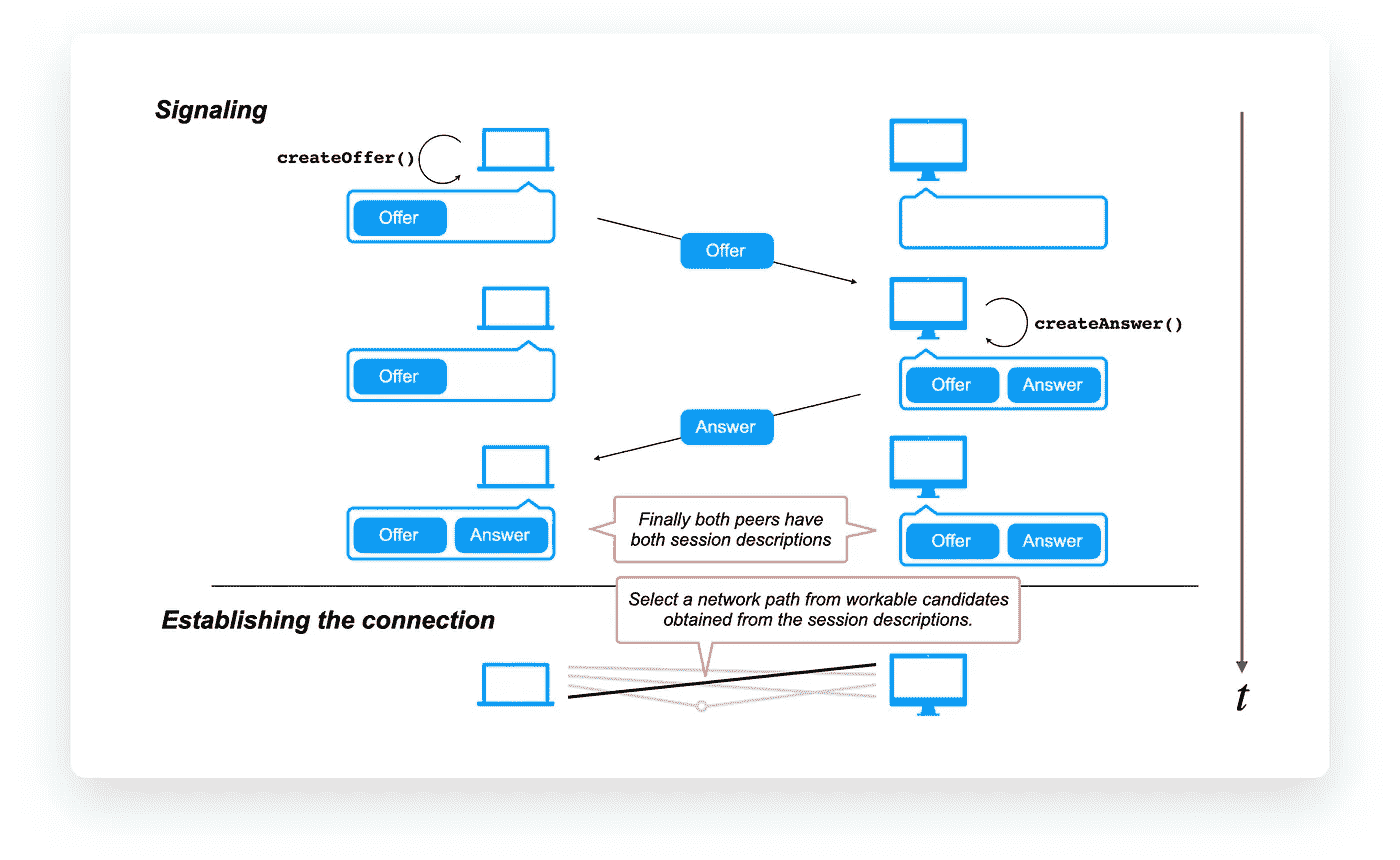 Signaling
createOffer()
Offer
Offer
createAnswer()
Offer
Offer Answer
Answer
Offer Answer
Finally both peers have
both session descriptions
Offer Answer
Establishing the connection
Select a network path from workable candidates
obtained from the session descriptions.
t